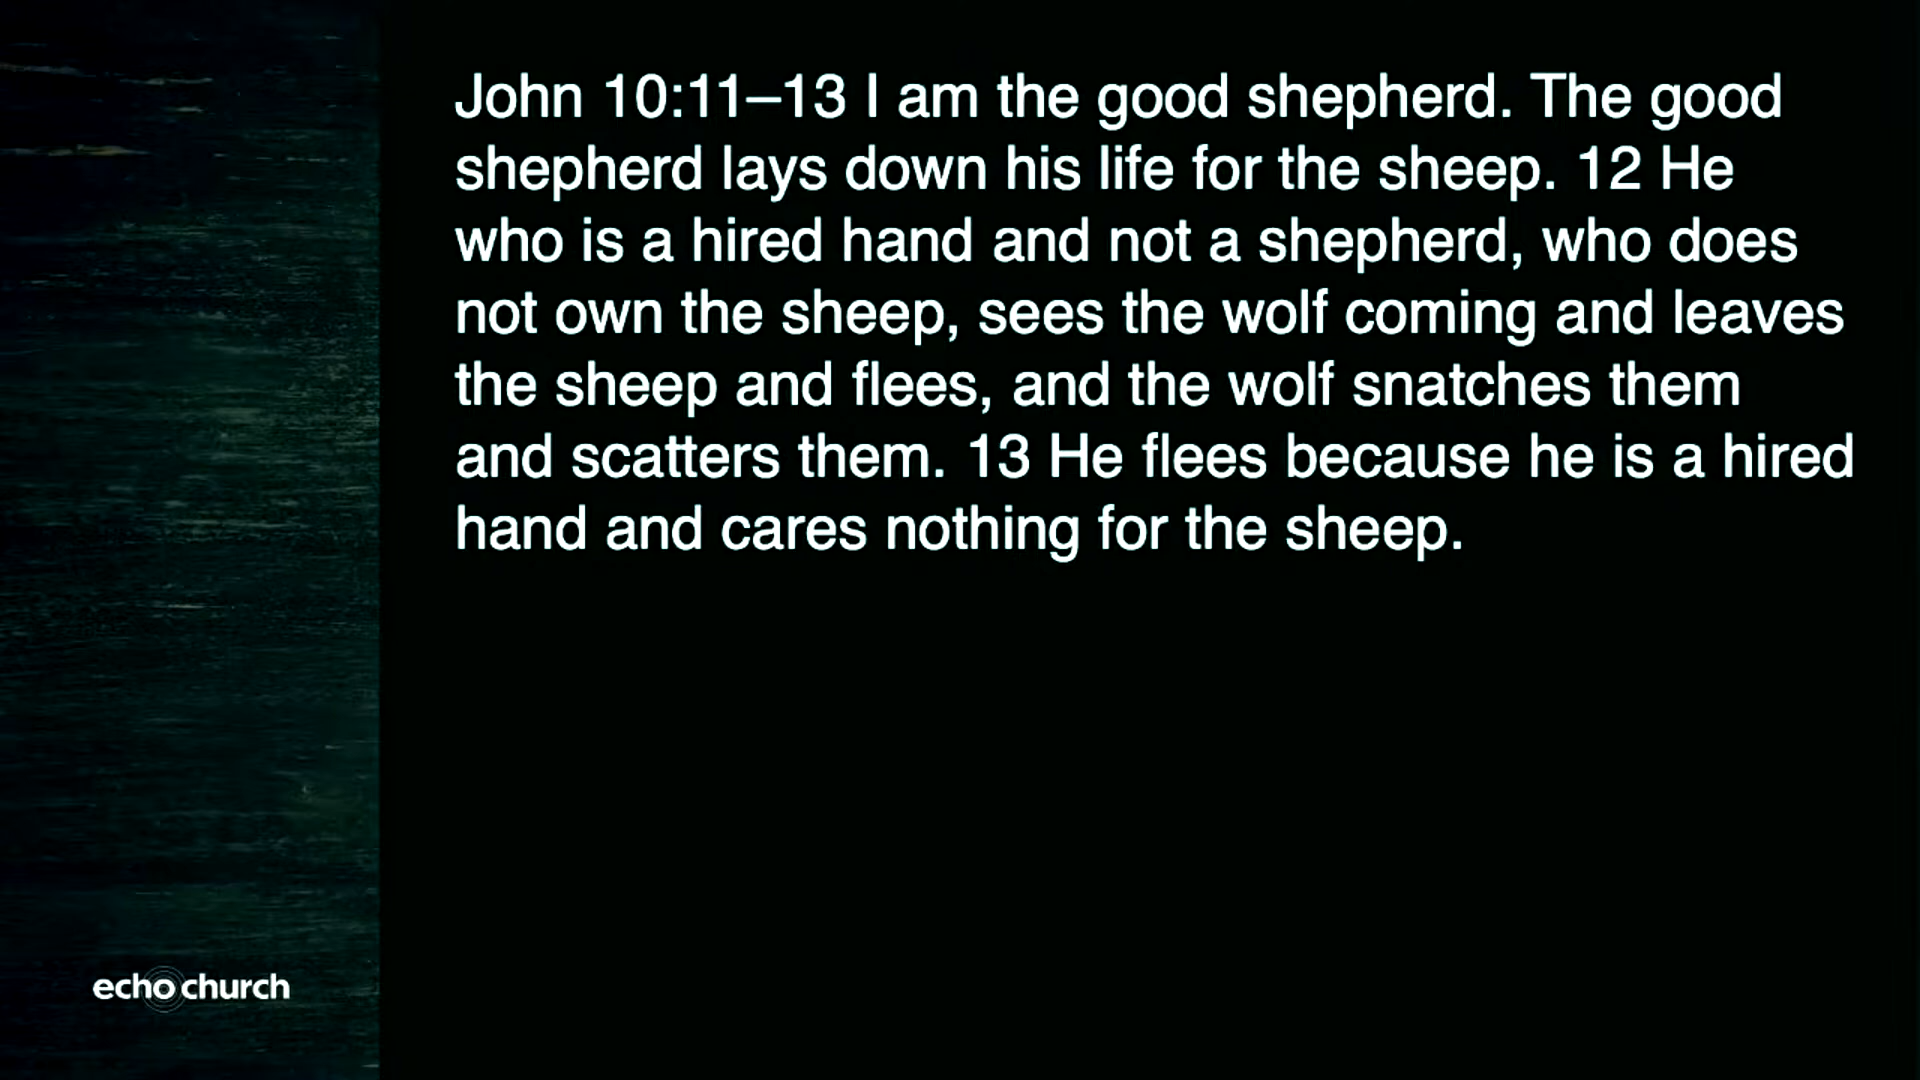 John 10:11–13 I am the good shepherd. The good
shepherd lays down his life for the sheep. 12 He
who is a hired hand and not a shepherd, who does
not own the sheep, sees the wolf coming and leaves
the sheep and flees, and the wolf snatches them
and scatters them. 13 He flees because he is a hired
hand and cares nothing for the sheep.
echo church